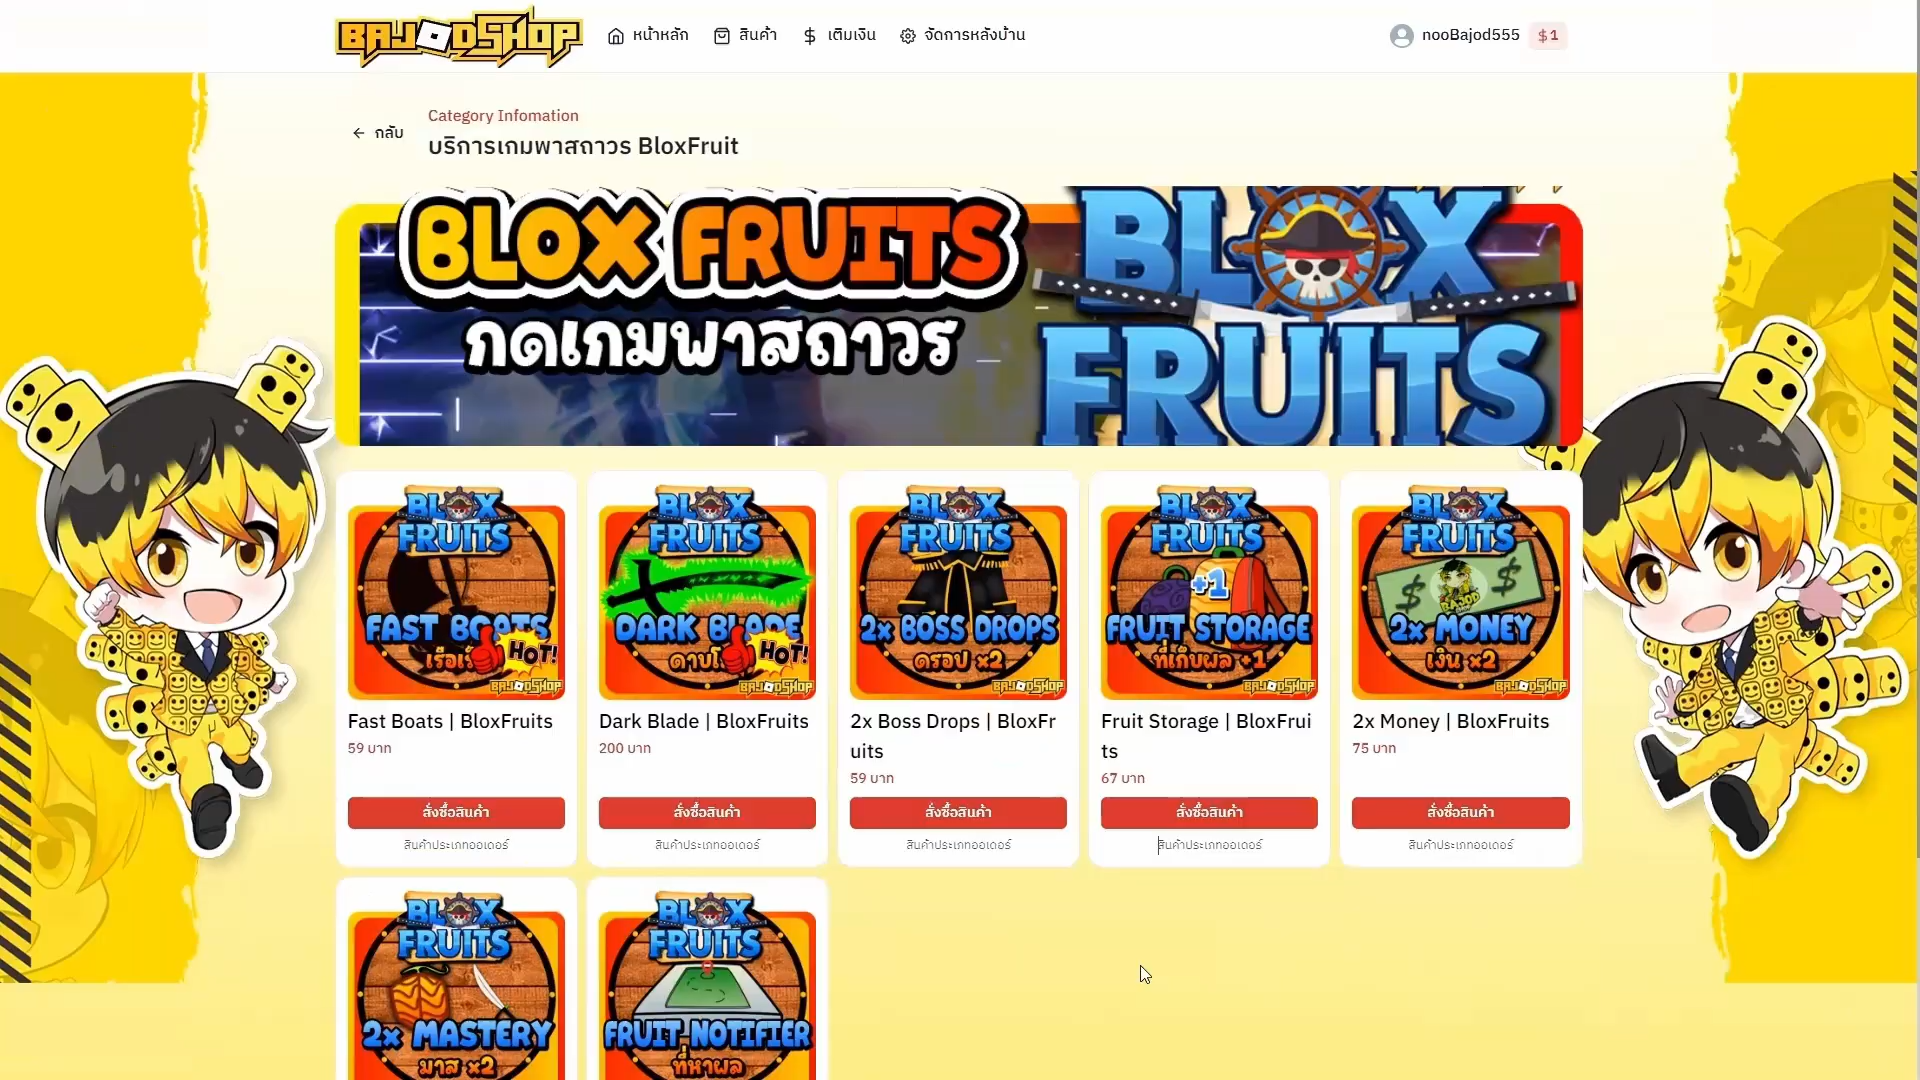 BAJODSHOP
หน้าหลัก
สินค้า
เติมเงิน
จัดการหลังบ้าน
nooBajod555
$1
กลับ
Category Infomation
บริการเกมพาสถาวร BloxFruit
BLOX FRUITS
กดเกมพาสถาวร
BLOX
FRUITS
BLOX
FRUITS
FAST BOATS
HOT!
BAJODSHOP
Fast Boats | BloxFruits
59 บาท
สั่งซื้อสินค้า
สินค้าประเภทออเดอร์
BLOX
FRUITS
DARK BLADE
HOT!
BAJODSHOP
Dark Blade | BloxFruits
200 บาท
สั่งซื้อสินค้า
สินค้าประเภทออเดอร์
BLOX
FRUITS
2x BOSS DROPS
ดรอป x2
BAJODSHOP
2x Boss Drops | BloxFr
uits
59 บาท
สั่งซื้อสินค้า
สินค้าประเภทออเดอร์
BLOX
FRUITS
+1
FRUIT STORAGE
ที่เก็บผล +1
BAJODSHOP
Fruit Storage | BloxFrui
ts
67 บาท
สั่งซื้อสินค้า
สินค้าประเภทออเดอร์
BLOX
FRUITS
2x MONEY
เงิน x2
BAJODSHOP
2x Money | BloxFruits
75 บาท
สั่งซื้อสินค้า
สินค้าประเภทออเดอร์
BLOX
FRUITS
2x MASTERY
มาส x2
BLOX
FRUITS
FRUIT NOTIFIER
ที่หาผล